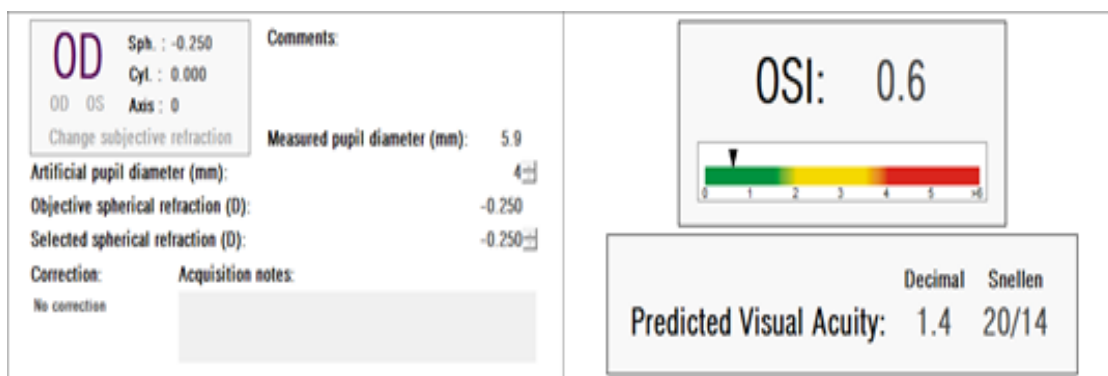 OD
Sph. : -0.250
Cyl. : 0.000
OD OS Axis : 0
Change subjective refraction
Comments:
Measured pupil diameter (mm): 5.9
Artificial pupil diameter (mm): 4
Objective spherical refraction (D): -0.250
Selected spherical refraction (D): -0.250
Correction: Acquisition notes:
No correction
OSI: 0.6
0 1 2 3 4 5 >6
Decimal Snellen
Predicted Visual Acuity: 1.4 20/14